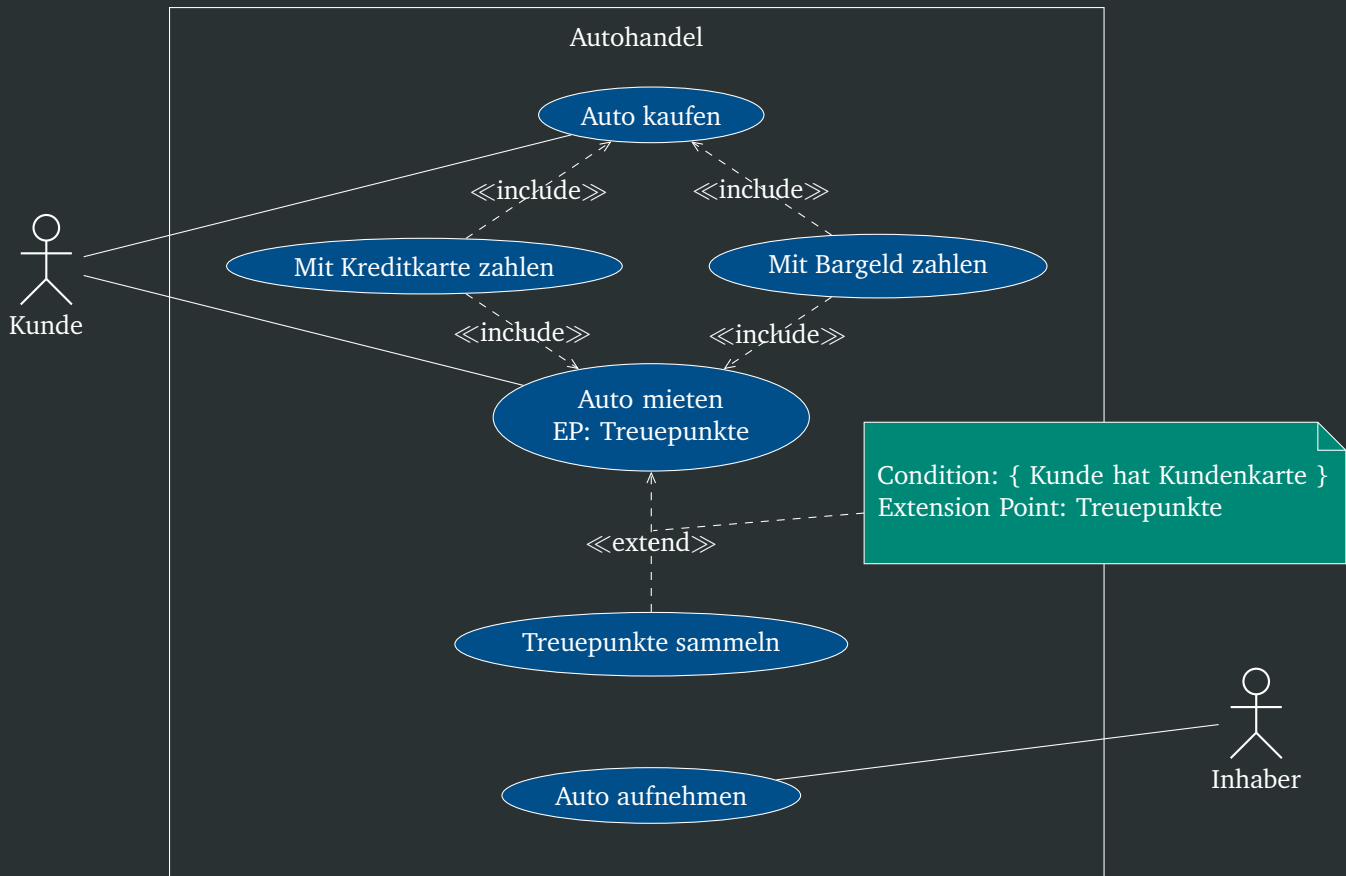 Autohandel
Auto kaufen
≪include≫
≪include≫
Mit Kreditkarte zahlen
Mit Bargeld zahlen
Kunde
≪include≫
≪include≫
Auto mieten
EP: Treuepunkte
Condition: { Kunde hat Kundenkarte }
Extension Point: Treuepunkte
≪extend≫
Treuepunkte sammeln
Inhaber
Auto aufnehmen